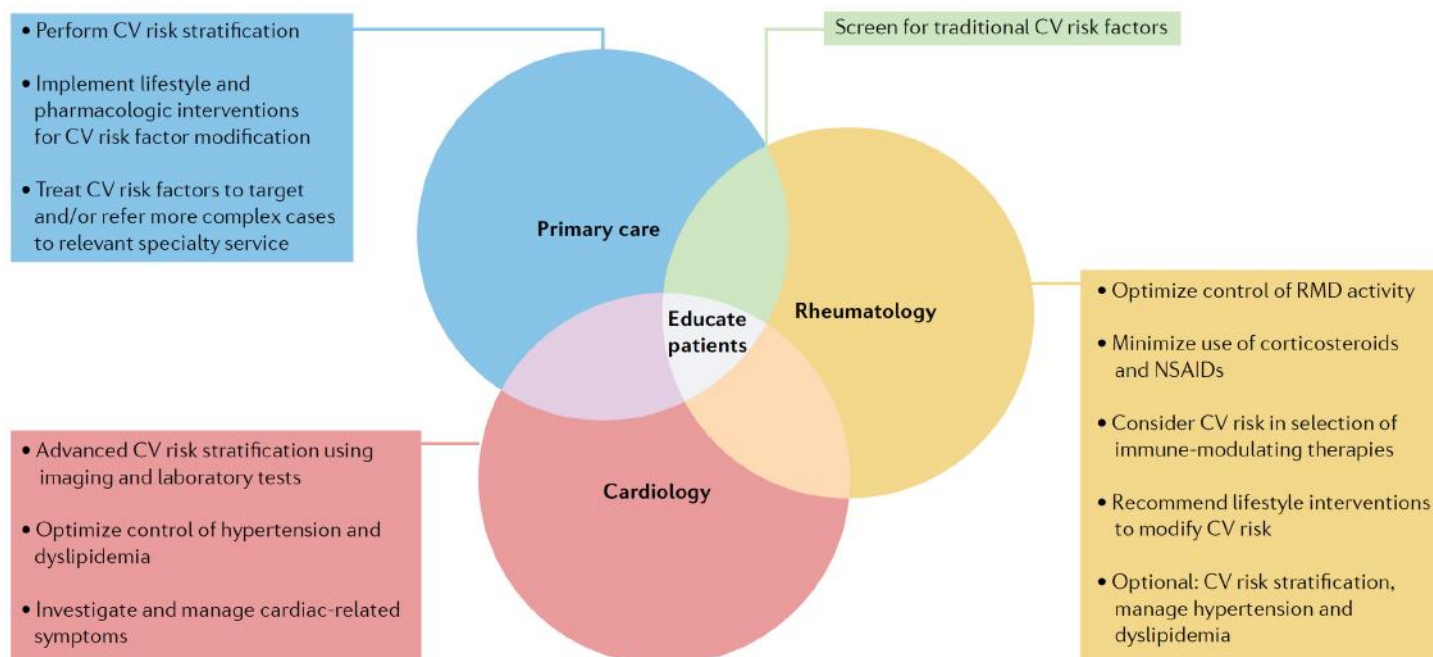 • Perform CV risk stratification
• Implement lifestyle and
pharmacologic interventions
for CV risk factor modification
• Treat CV risk factors to target
and/or refer more complex cases
to relevant specialty service
Screen for traditional CV risk factors
Primary care
Rheumatology
Educate
patients
Cardiology
• Advanced CV risk stratification using
imaging and laboratory tests
• Optimize control of hypertension and
dyslipidemia
• Investigate and manage cardiac-related
symptoms
• Optimize control of RMD activity
• Minimize use of corticosteroids
and NSAIDs
• Consider CV risk in selection of
immune-modulating therapies
• Recommend lifestyle interventions
to modify CV risk
• Optional: CV risk stratification,
manage hypertension and
dyslipidemia